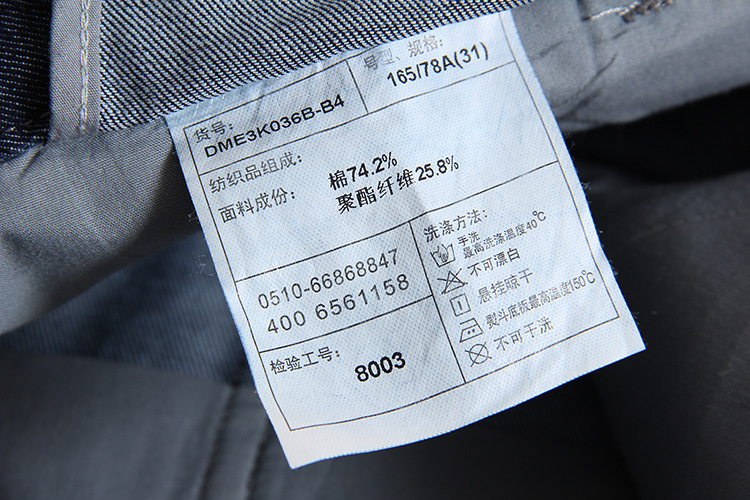 货号:
DME3K036B-B4
号型、规格:
165/78A(31)
纺织品组成:
面料成份:
棉74.2%
聚酯纤维25.8%
0510-66868847
400 6561158
检验工号:
8003
洗涤方法:
手洗
最高洗涤温度40℃
不可漂白
悬挂晾干
熨斗底板最高温度150℃
不可干洗